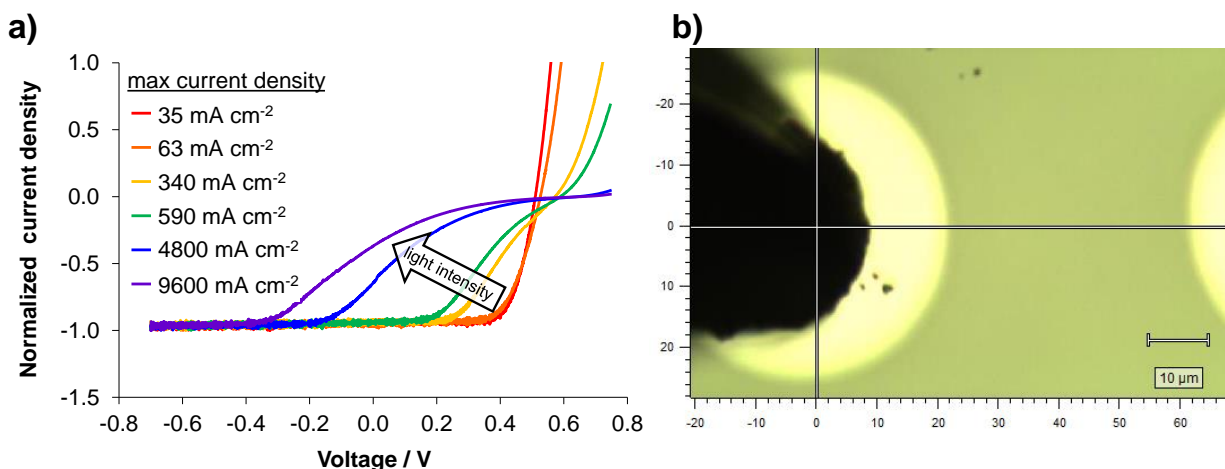 a)
Normalized current density
1.0
0.5
0.0
-0.5
-1.0
-1.5
max current density
35 mA cm-2
63 mA cm-2
340 mA cm-2
590 mA cm-2
4800 mA cm-2
9600 mA cm-2
light intensity
-0.8 -0.6 -0.4 -0.2 0.0 0.2 0.4 0.6 0.8
Voltage / V
b)
-20
-10
0
10
20
10 µm
-20 -10 0 10 20 30 40 50 60